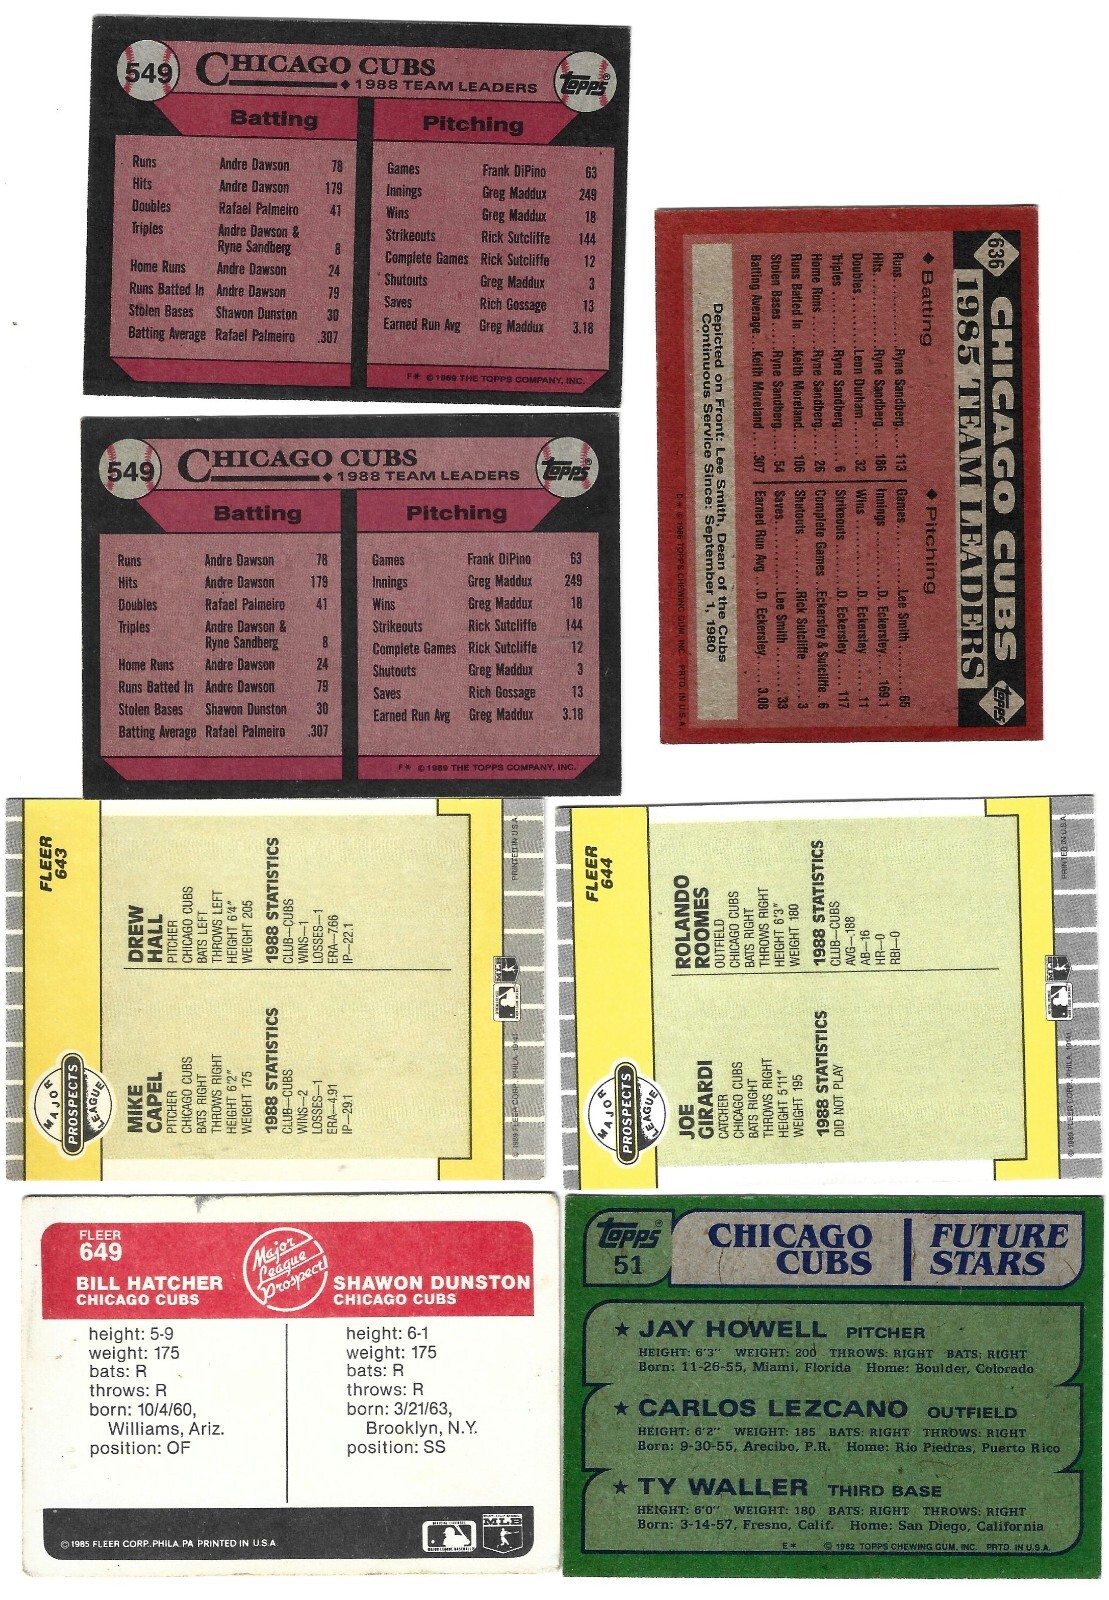 549
CHICAGO CUBS
◆ 1988 TEAM LEADERS
Topps®
Batting
Runs Andre Dawson 78
Hits Andre Dawson 179
Doubles Rafael Palmeiro 41
Triples Andre Dawson &
Ryne Sandberg 8
Home Runs Andre Dawson 24
Runs Batted In Andre Dawson 79
Stolen Bases Shawon Dunston 30
Batting Average Rafael Palmeiro .307
Pitching
Games Frank DiPino 63
Innings Greg Maddux 249
Wins Greg Maddux 18
Strikeouts Rick Sutcliffe 144
Complete Games Rick Sutcliffe 12
Shutouts Greg Maddux 3
Saves Rich Gossage 13
Earned Run Avg Greg Maddux 3.18
F* © 1989 THE TOPPS COMPANY, INC.
636
CHICAGO CUBS
1985 TEAM LEADERS
Topps
◆ Batting
Runs Ryne Sandberg 113
Hits Ryne Sandberg 186
Doubles Leon Durham 32
Triples Ryne Sandberg 6
Home Runs Ryne Sandberg 26
Runs Batted In Keith Moreland 106
Stolen Bases Ryne Sandberg 54
Batting Average Keith Moreland .307
◆ Pitching
Games Lee Smith 65
Innings D. Eckersley 169.1
Wins D. Eckersley 11
Strikeouts D. Eckersley 117
Complete Games Eckersley & Sutcliffe 6
Shutouts Rick Sutcliffe 3
Saves Lee Smith 33
Earned Run Avg D. Eckersley 3.08
Depicted on Front: Lee Smith, Dean of the Cubs
Continuous Service Since: September 1, 1980
© 1986 TOPPS CHEWING GUM, INC. PRTD. IN U.S.A.
549
CHICAGO CUBS
◆ 1988 TEAM LEADERS
Topps®
Batting
Runs Andre Dawson 78
Hits Andre Dawson 179
Doubles Rafael Palmeiro 41
Triples Andre Dawson &
Ryne Sandberg 8
Home Runs Andre Dawson 24
Runs Batted In Andre Dawson 79
Stolen Bases Shawon Dunston 30
Batting Average Rafael Palmeiro .307
Pitching
Games Frank DiPino 63
Innings Greg Maddux 249
Wins Greg Maddux 18
Strikeouts Rick Sutcliffe 144
Complete Games Rick Sutcliffe 12
Shutouts Greg Maddux 3
Saves Rich Gossage 13
Earned Run Avg Greg Maddux 3.18
F* © 1989 THE TOPPS COMPANY, INC.
FLEER
643
MAJOR
PROSPECTS
LEAGUE
MIKE
CAPEL
PITCHER
CHICAGO CUBS
BATS RIGHT
THROWS RIGHT
HEIGHT 6'2"
WEIGHT 175
1988 STATISTICS
CLUB—CUBS
WINS—2
LOSSES—1
ERA—4.91
IP—29.1
DREW
HALL
PITCHER
CHICAGO CUBS
BATS LEFT
THROWS LEFT
HEIGHT 6'4"
WEIGHT 205
1988 STATISTICS
CLUB—CUBS
WINS—1
LOSSES—1
ERA—7.66
IP—22.1
© 1989 FLEER CORP., PHILA. 19141
PRINTED IN U.S.A.
FLEER
644
MAJOR
PROSPECTS
LEAGUE
JOE
GIRARDI
CATCHER
CHICAGO CUBS
BATS RIGHT
THROWS RIGHT
HEIGHT 5'11"
WEIGHT 195
1988 STATISTICS
DID NOT PLAY
ROLANDO
ROOMES
OUTFIELD
CHICAGO CUBS
BATS RIGHT
THROWS RIGHT
HEIGHT 6'3"
WEIGHT 180
1988 STATISTICS
CLUB—CUBS
AVG—.188
AB—16
HR—0
RBI—0
© 1989 FLEER CORP., PHILA. 19141
PRINTED IN U.S.A.
FLEER
649
Major
League
Prospect
BILL HATCHER
CHICAGO CUBS
SHAWON DUNSTON
CHICAGO CUBS
height: 5-9
weight: 175
bats: R
throws: R
born: 10/4/60,
Williams, Ariz.
position: OF
height: 6-1
weight: 175
bats: R
throws: R
born: 3/21/63,
Brooklyn, N.Y.
position: SS
© 1985 FLEER CORP. PHILA. PA PRINTED IN U.S.A.
MLB
Topps®
51
CHICAGO
CUBS
FUTURE
STARS
★ JAY HOWELL PITCHER
HEIGHT: 6'3" WEIGHT: 200 THROWS: RIGHT BATS: RIGHT
Born: 11-26-55, Miami, Florida Home: Boulder, Colorado
★ CARLOS LEZCANO OUTFIELD
HEIGHT: 6'2" WEIGHT: 185 BATS: RIGHT THROWS: RIGHT
Born: 9-30-55, Arecibo, P.R. Home: Rio Piedras, Puerto Rico
★ TY WALLER THIRD BASE
HEIGHT: 6'0" WEIGHT: 180 BATS: RIGHT THROWS: RIGHT
Born: 3-14-57, Fresno, Calif. Home: San Diego, California
E* © 1982 TOPPS CHEWING GUM, INC. PRTD. IN U.S.A.